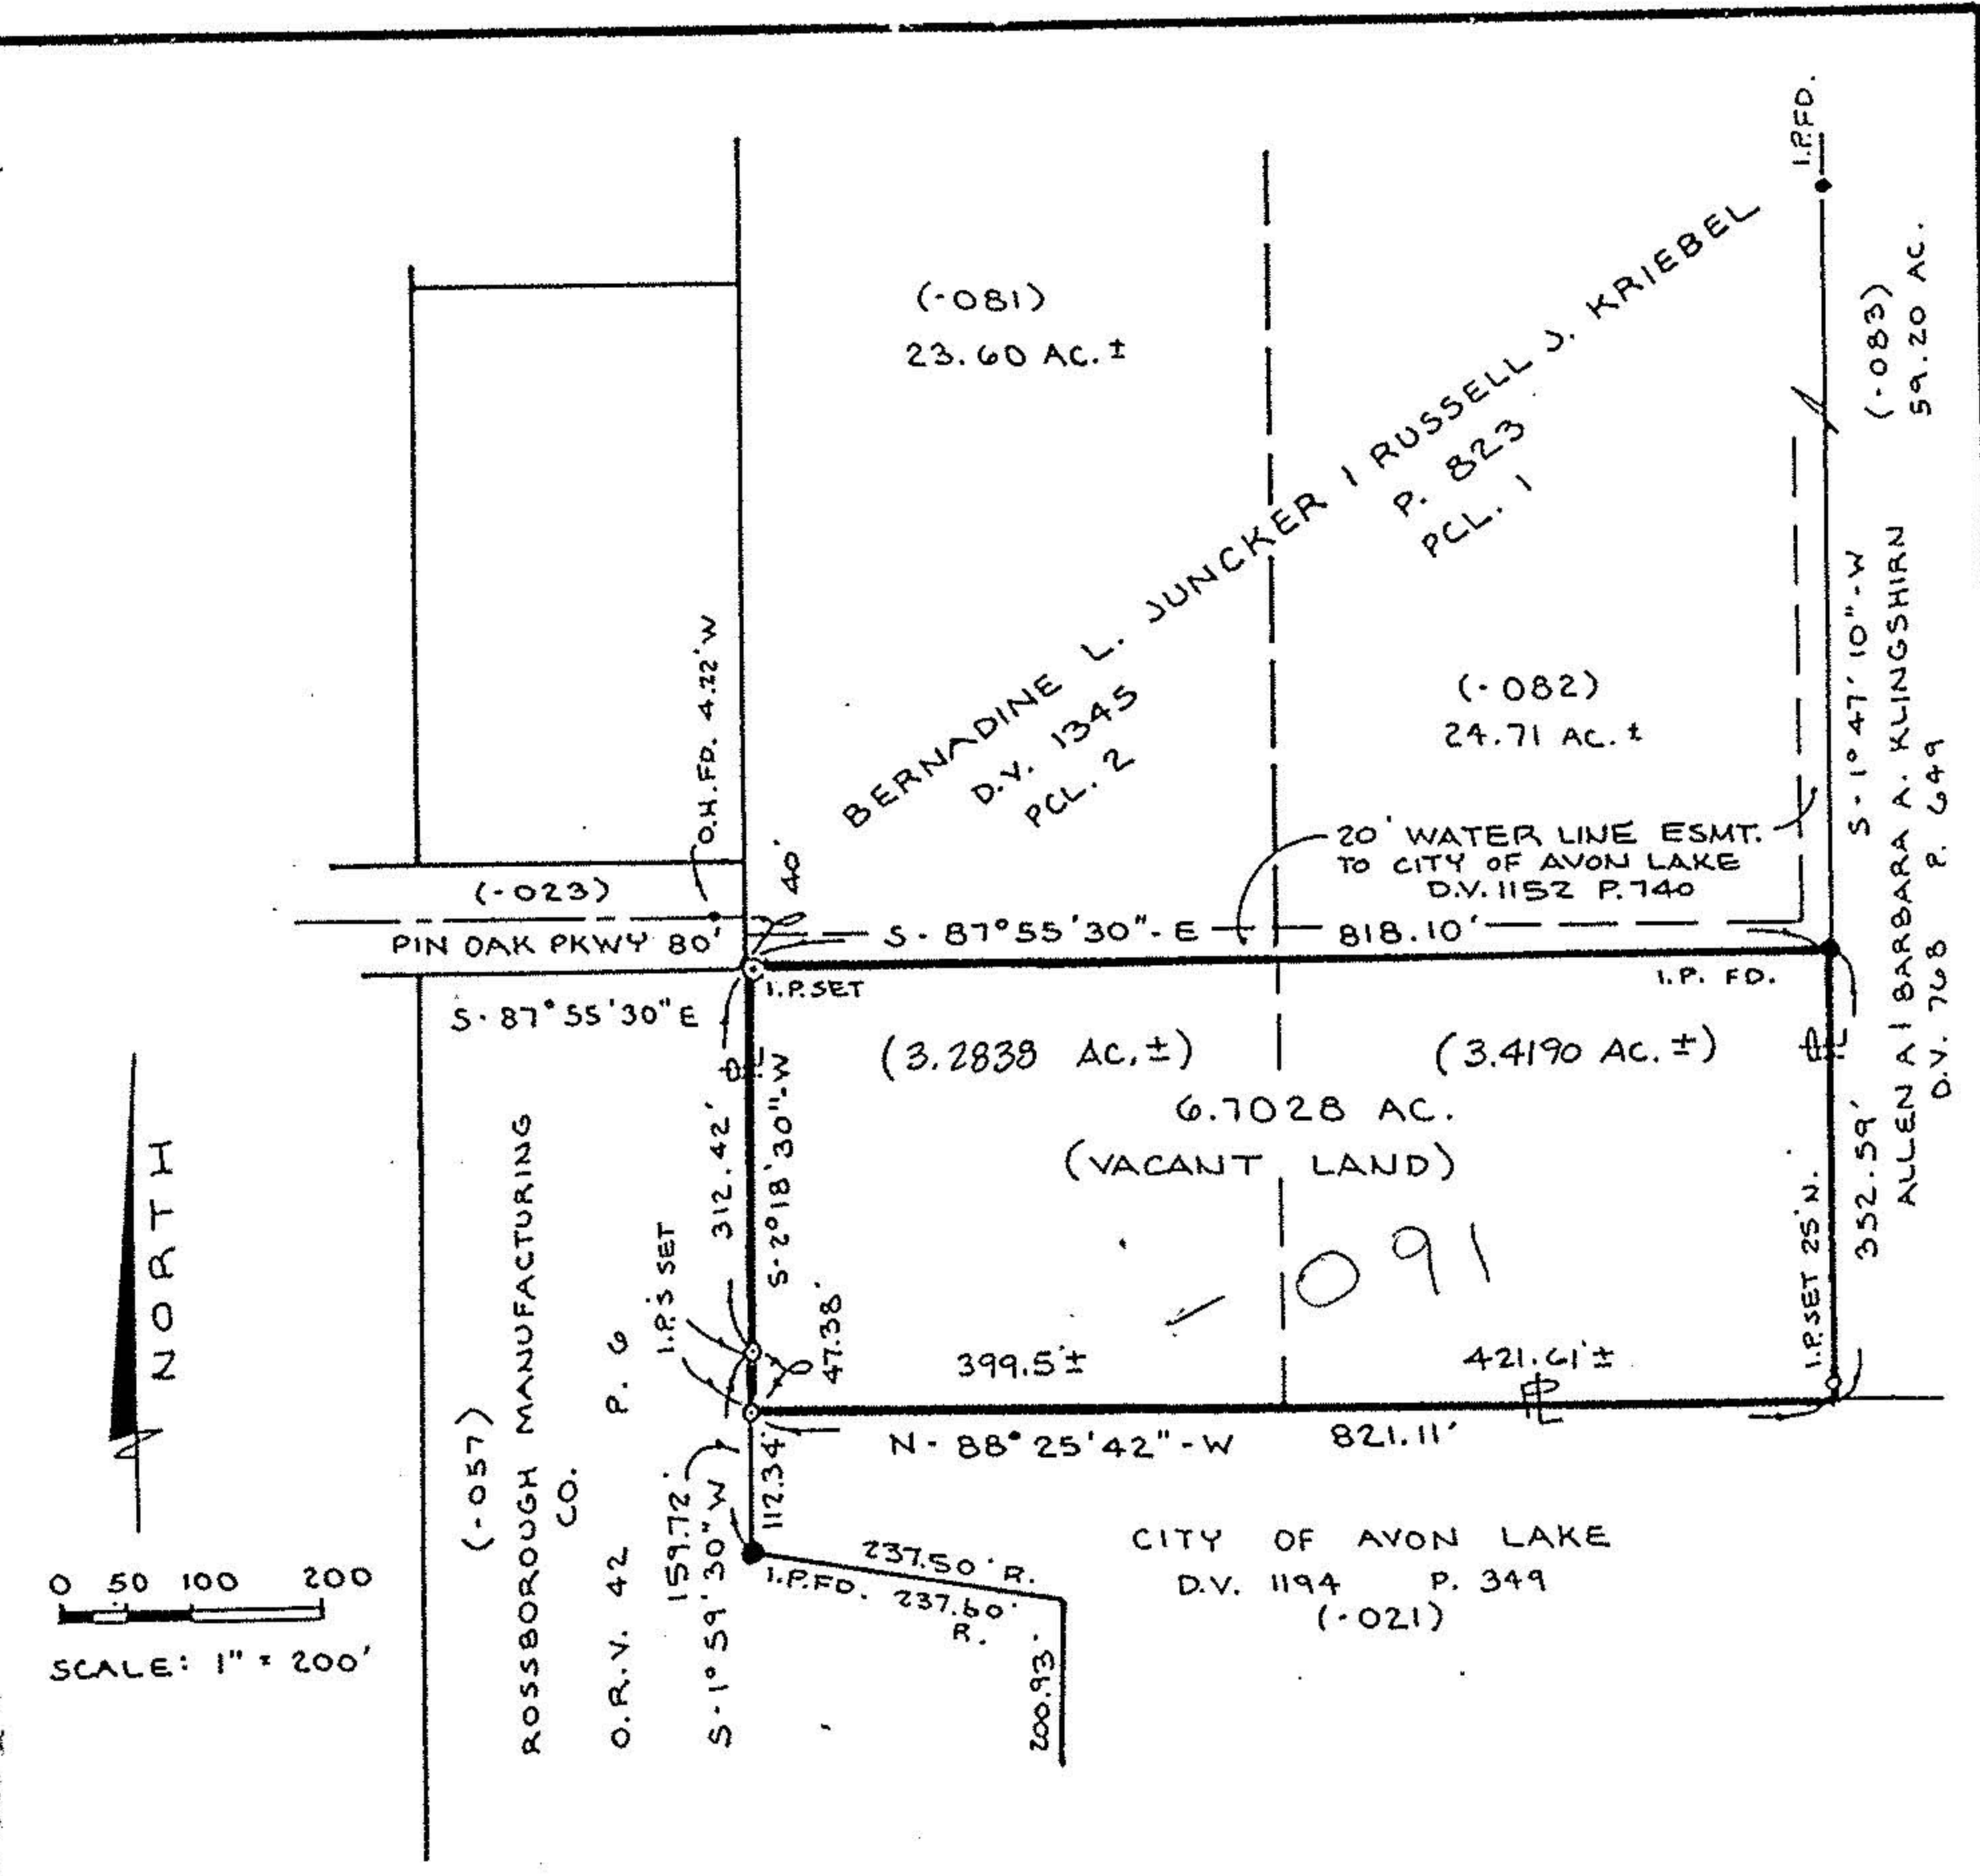 I.P.FD.
(-081)
23.60 AC. ±
BERNADINE L. JUNCKER & RUSSELL J. KRIEBEL
D.V. 1345 P. 823
PCL. 2 PCL. 1
(-083)
59.20 AC.
O.H.FD. 4.22'W
(-082)
24.71 AC. ±
S-1°47'10"-W
ALLEN A & BARBARA A. KLINGSHIRN
D.V. 768 P. 649
20' WATER LINE ESMT.
TO CITY OF AVON LAKE
D.V. 1152 P.740
40'
(-023)
PIN OAK PKWY 80'
S-87°55'30"-E 818.10'
I.P.SET
I.P. FD.
S-87°55'30"E
(3.2838 AC.±)
(3.4190 AC.±)
6.7028 AC.
(VACANT LAND)
- 091
312.42'
S-2°18'30"-W
352.59'
I.P.SET 25'N.
NORTH
I.P.'S SET
47.38'
399.5'±
421.61'±
PL
N-88°25'42"-W 821.11'
(-057)
ROSSBOROUGH MANUFACTURING
CO.
O.R.V. 42 P. 6
159.72'
S-1°59'30"W
112.34'
I.P.FD.
237.50' R.
237.60'
R.
200.93'
CITY OF AVON LAKE
D.V. 1194 P. 349
(-021)
0 50 100 200
SCALE: 1" = 200'